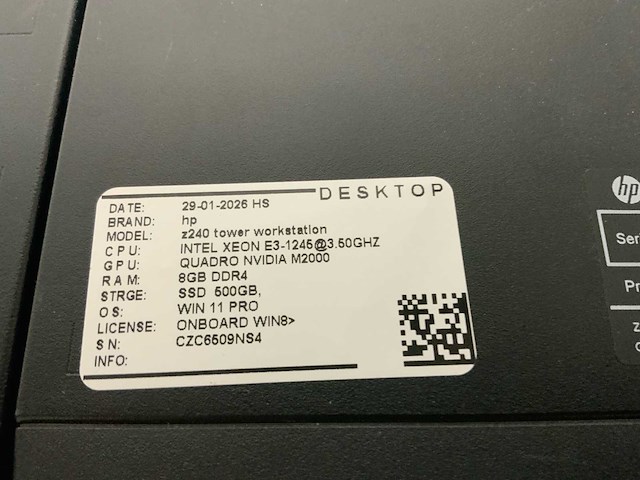 DESKTOP
DATE: 29-01-2026 HS
BRAND: hp
MODEL: z240 tower workstation
CPU: INTEL XEON E3-1245@3.50GHZ
GPU: QUADRO NVIDIA M2000
RAM: 8GB DDR4
STRGE: SSD 500GB,
OS: WIN 11 PRO
LICENSE: ONBOARD WIN8>
SN: CZC6509NS4
INFO:
hp
Seri
Pr